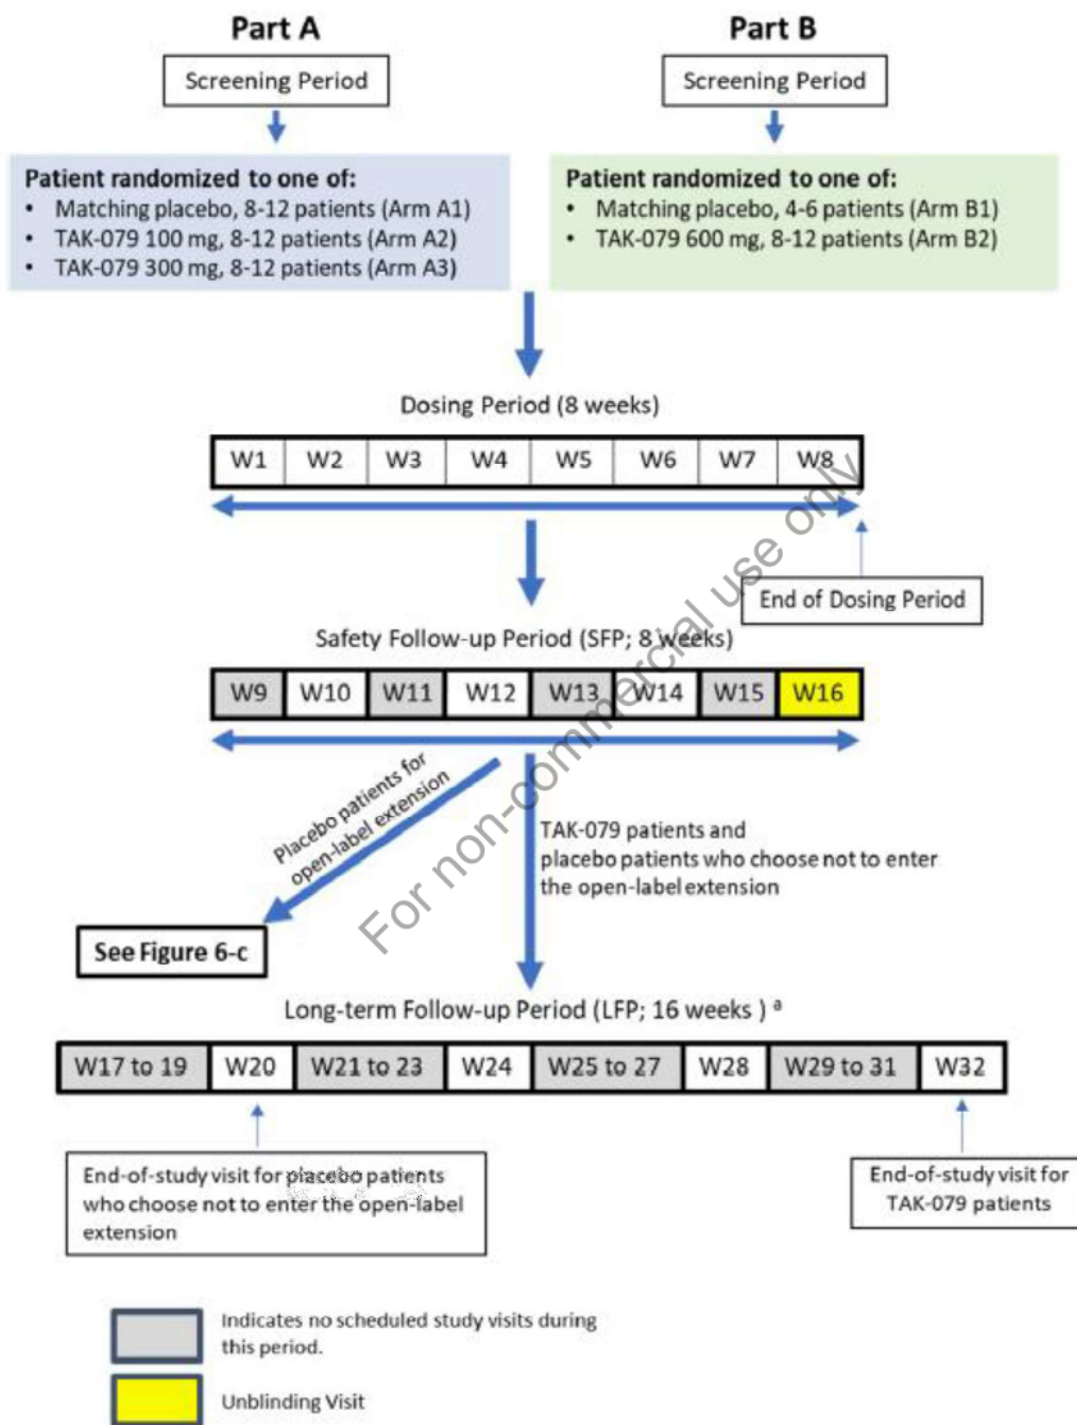 Part A
Part B
Screening Period
Screening Period
Patient randomized to one of:
• Matching placebo, 8-12 patients (Arm A1)
• TAK-079 100 mg, 8-12 patients (Arm A2)
• TAK-079 300 mg, 8-12 patients (Arm A3)
Patient randomized to one of:
• Matching placebo, 4-6 patients (Arm B1)
• TAK-079 600 mg, 8-12 patients (Arm B2)
Dosing Period (8 weeks)
W1 W2 W3 W4 W5 W6 W7 W8
End of Dosing Period
Safety Follow-up Period (SFP; 8 weeks)
W9 W10 W11 W12 W13 W14 W15 W16
Placebo patients for
open-label extension
TAK-079 patients and
placebo patients who choose not to enter
the open-label extension
See Figure 6-c
Long-term Follow-up Period (LFP; 16 weeks ) ª
W17 to 19 W20 W21 to 23 W24 W25 to 27 W28 W29 to 31 W32
End-of-study visit for placebo patients
who choose not to enter the open-label
extension
End-of-study visit for
TAK-079 patients
Indicates no scheduled study visits during
this period.
Unblinding Visit
For non-commercial use only